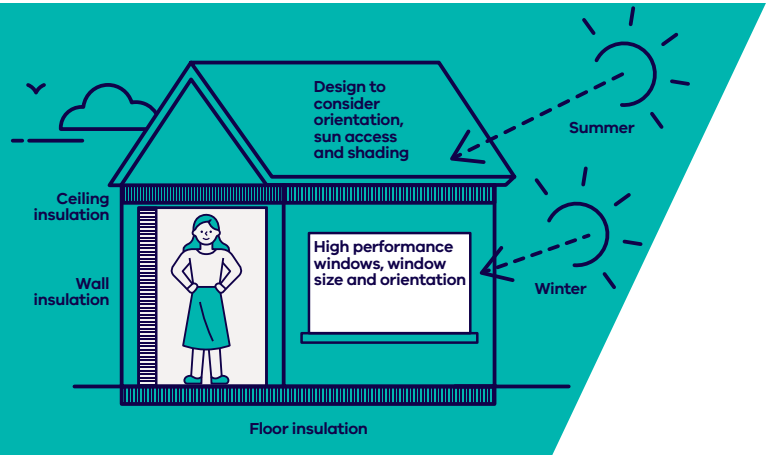 Design to
consider
orientation,
sun access
and shading
Summer
Ceiling
insulation
High performance
windows, window
size and orientation
Wall
insulation
Winter
Floor insulation